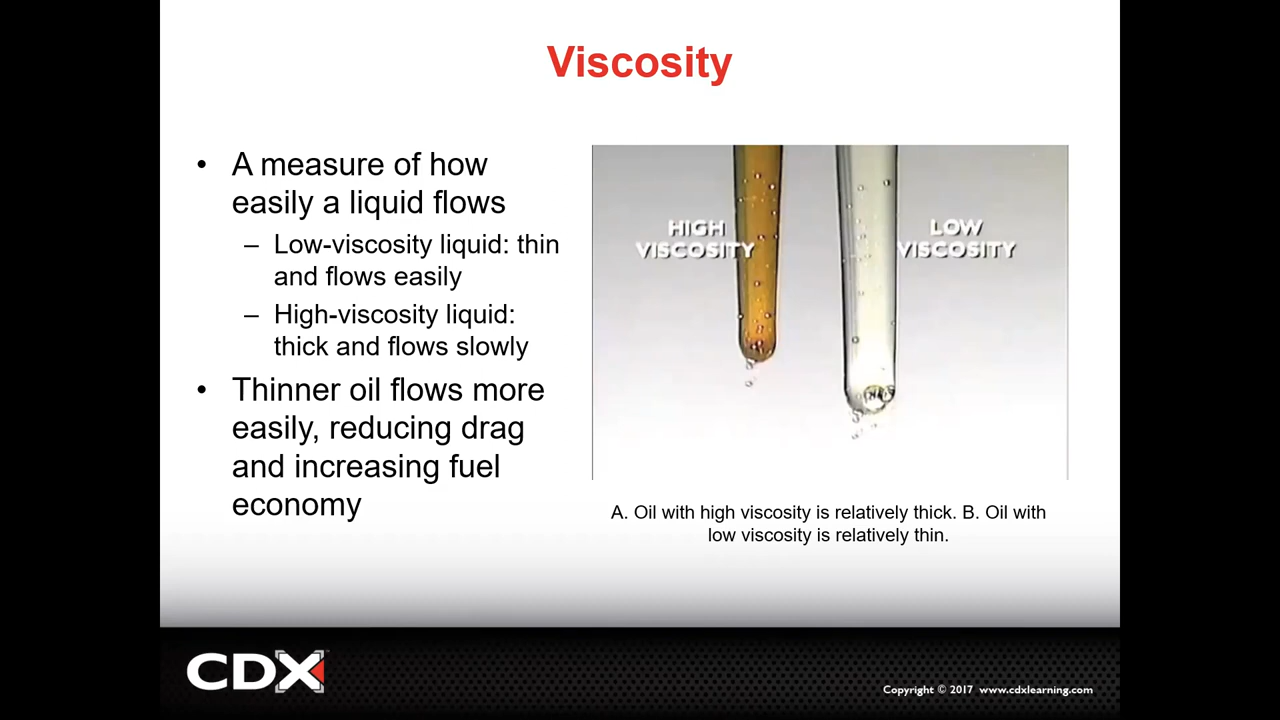 Viscosity
• A measure of how
easily a liquid flows
– Low-viscosity liquid: thin
and flows easily
– High-viscosity liquid:
thick and flows slowly
• Thinner oil flows more
easily, reducing drag
and increasing fuel
economy
HIGH
VISCOSITY
LOW
VISCOSITY
A. Oil with high viscosity is relatively thick. B. Oil with
low viscosity is relatively thin.
CDX
Copyright © 2017 www.cdxlearning.com